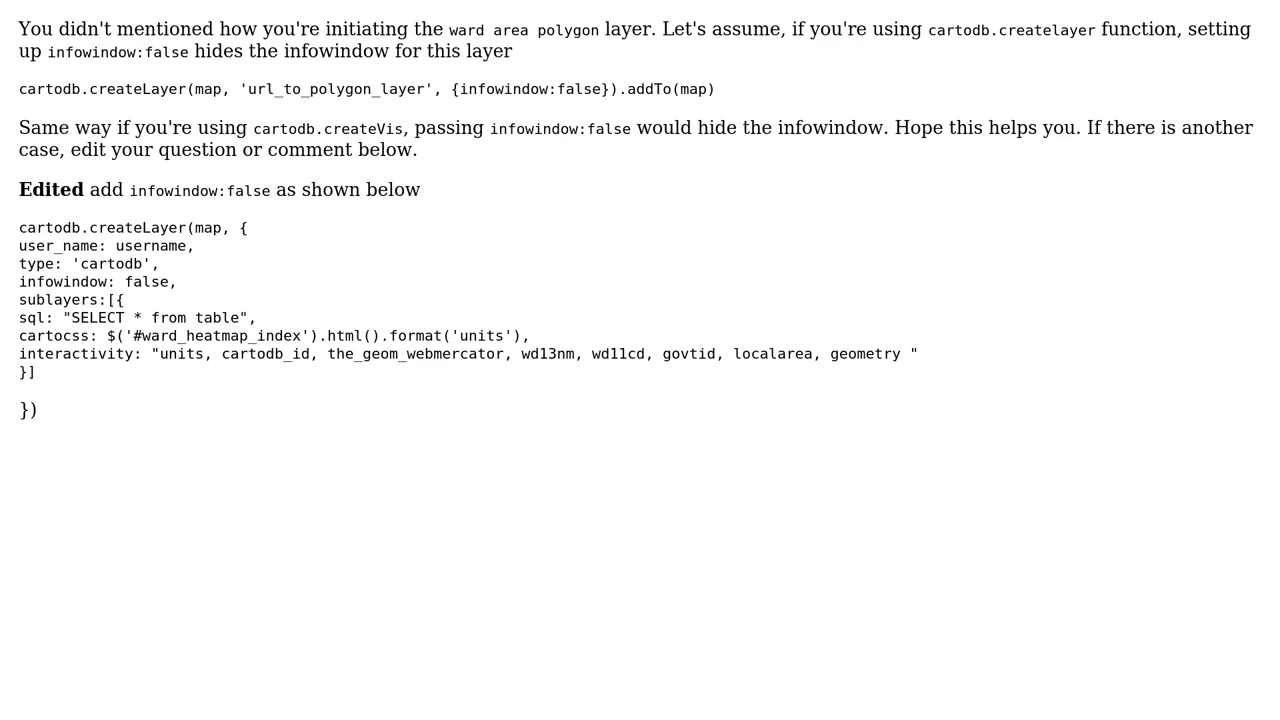 You didn't mentioned how you're initiating the ward area polygon layer. Let's assume, if you're using cartodb.createlayer function, setting
up infowindow:false hides the infowindow for this layer
cartodb.createLayer(map, 'url_to_polygon_layer', {infowindow:false}).addTo(map)
Same way if you're using cartodb.createVis, passing infowindow:false would hide the infowindow. Hope this helps you. If there is another
case, edit your question or comment below.
Edited add infowindow:false as shown below
cartodb.createLayer(map, {
user_name: username,
type: 'cartodb',
infowindow: false,
sublayers:[{
sql: "SELECT * from table",
cartocss: $('#ward_heatmap_index').html().format('units'),
interactivity: "units, cartodb_id, the_geom_webmercator, wd13nm, wd11cd, govtid, localarea, geometry "
}]
})